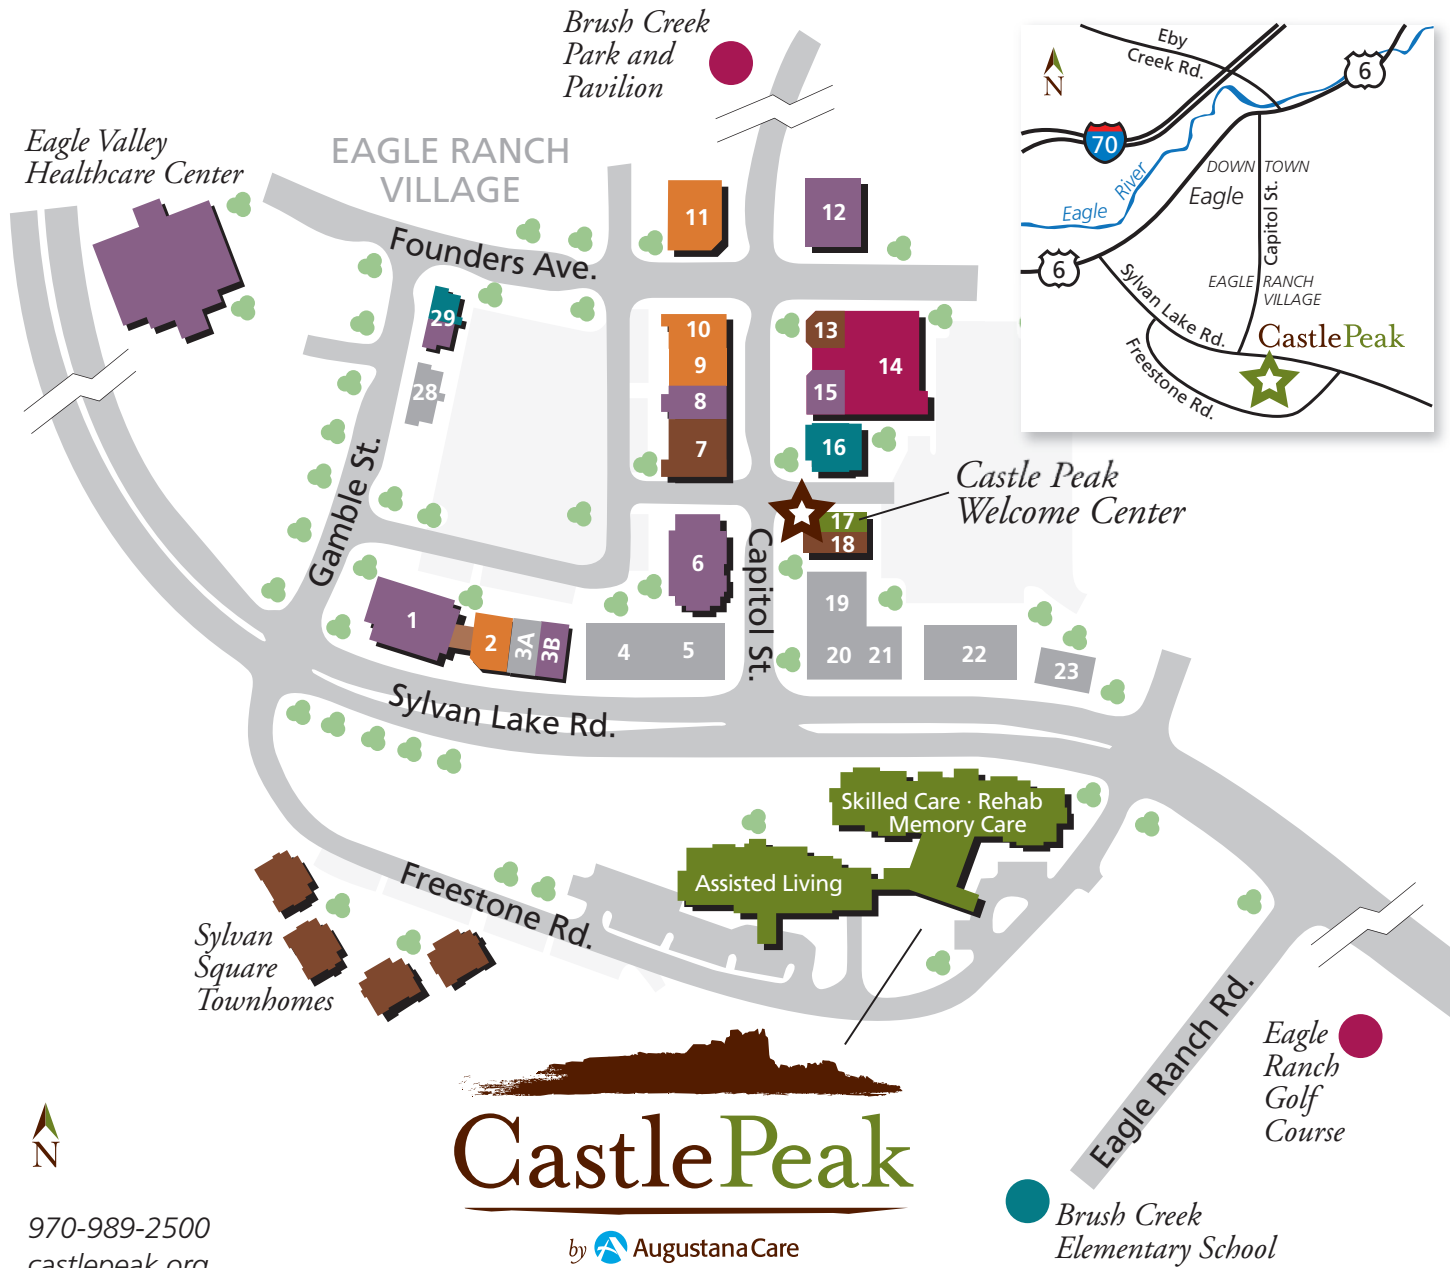 Brush Creek
Park and
Pavilion
Eagle Valley
Healthcare Center
EAGLE RANCH
VILLAGE
Founders Ave.
11
12
29
28
10
9
8
7
13
14
15
16
17
18
Castle Peak
Welcome Center
Gamble St.
Capitol St.
6
1
2
3A
3B
4
5
19
20
21
22
23
Sylvan Lake Rd.
Skilled Care · Rehab
Memory Care
Assisted Living
Freestone Rd.
Sylvan
Square
Townhomes
Eagle Ranch Rd.
Eagle
Ranch
Golf
Course
Brush Creek
Elementary School
CastlePeak
by Augustana Care
N
970-989-2500
castlepeak.org
N
Eby
Creek Rd.
6
70
DOWN TOWN
Eagle
Eagle River
Capitol St.
6
EAGLE RANCH
VILLAGE
Sylvan Lake Rd.
CastlePeak
Freestone Rd.